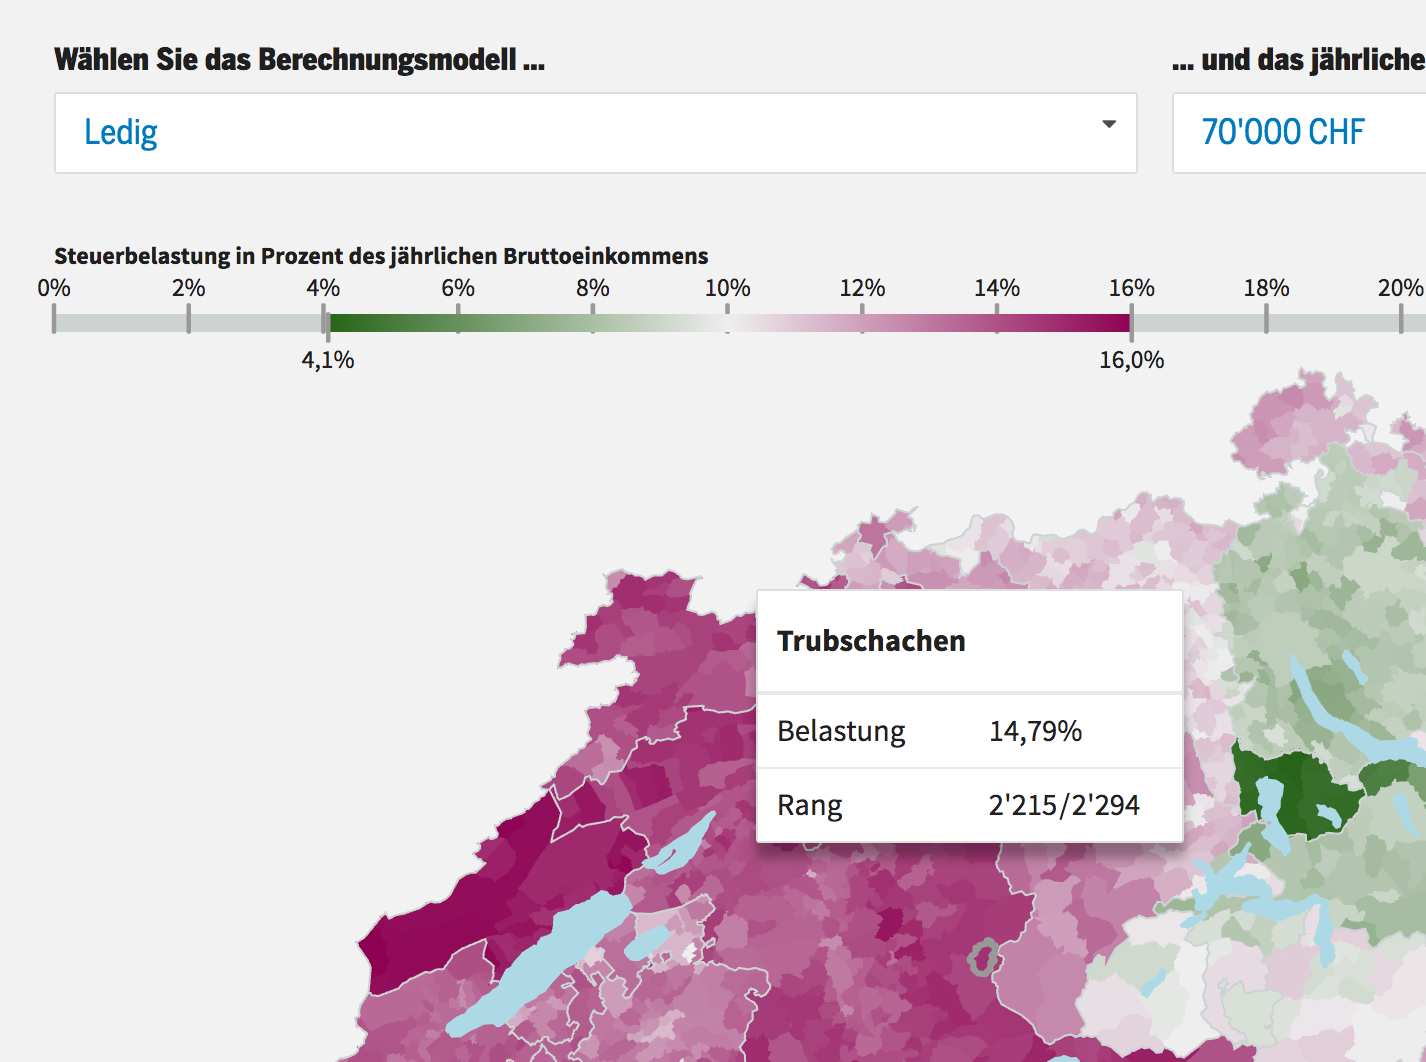 Wählen Sie das Berechnungsmodell ...
... und das jährliche
Ledig
70'000 CHF
Steuerbelastung in Prozent des jährlichen Bruttoeinkommens
0% 2% 4% 6% 8% 10% 12% 14% 16% 18% 20%
4,1% 16,0%
Trubschachen
Belastung 14,79%
Rang 2'215/2'294